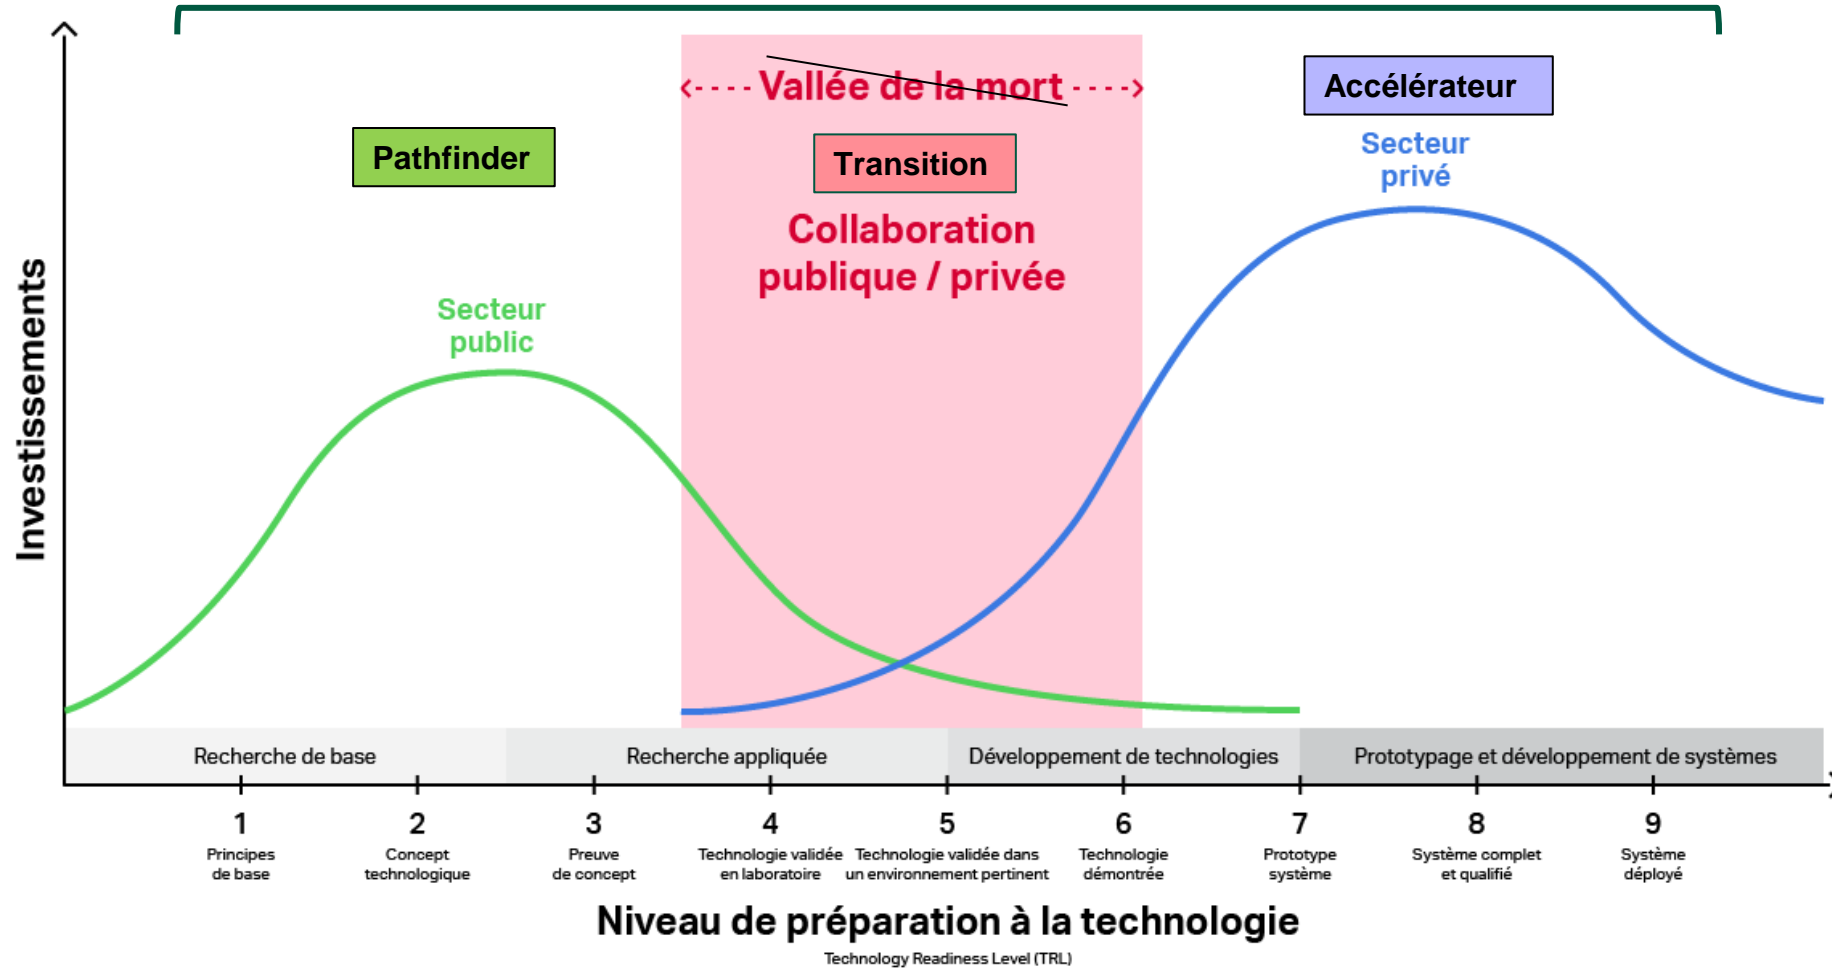 Vallée de la mort
Accélérateur
Pathfinder
Transition
Secteur
privé
Collaboration
publique / privée
Secteur
public
Investissements
Recherche de base
Recherche appliquée
Développement de technologies
Prototypage et développement de systèmes
1
2
3
4
5
6
7
8
9
Principes
de base
Concept
technologique
Preuve
de concept
Technologie validée
en laboratoire
Technologie validée dans
un environnement pertinent
Technologie
démontrée
Prototype
système
Système complet
et qualifié
Système
déployé
Niveau de préparation à la technologie
Technology Readiness Level (TRL)